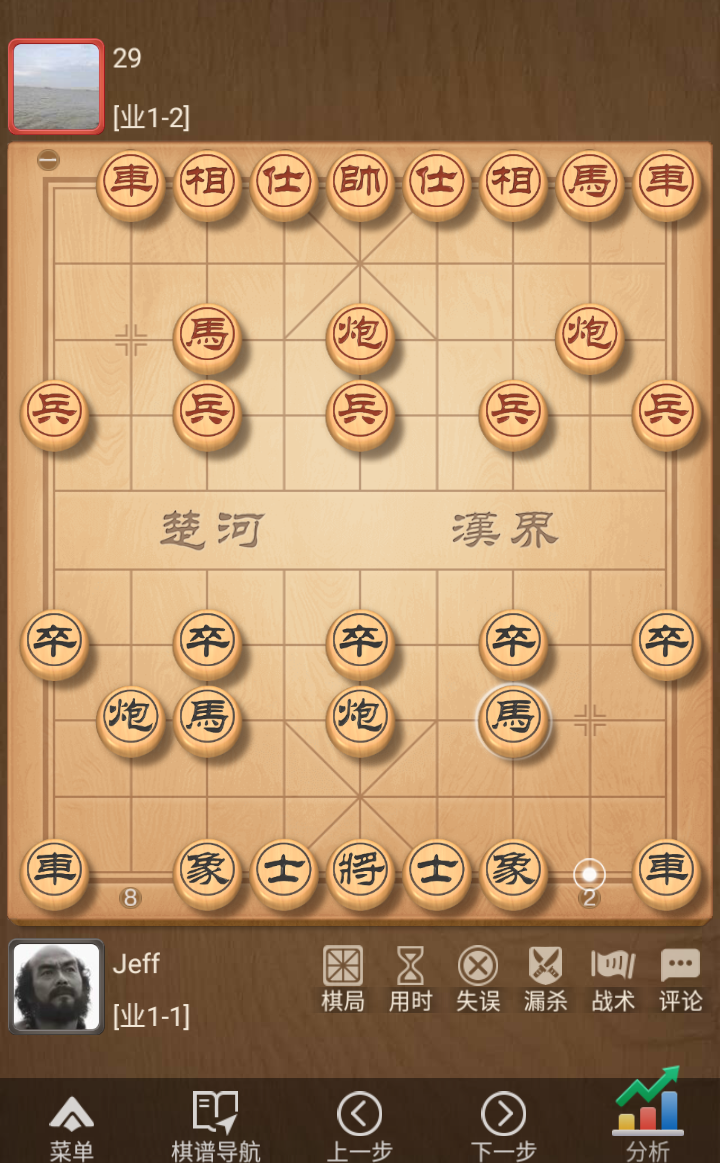 29
[业1-2]
一
車 相 仕 帥 仕 相 馬 車
馬 炮 炮
兵 兵 兵 兵 兵
楚河 漢界
卒 卒 卒 卒 卒
炮 馬 炮 馬
車 象 士 將 士 象 車
8 2
Jeff
[业1-1]
棋局 用时 失误 漏杀 战术 评论
菜单 棋谱导航 上一步 下一步 分析